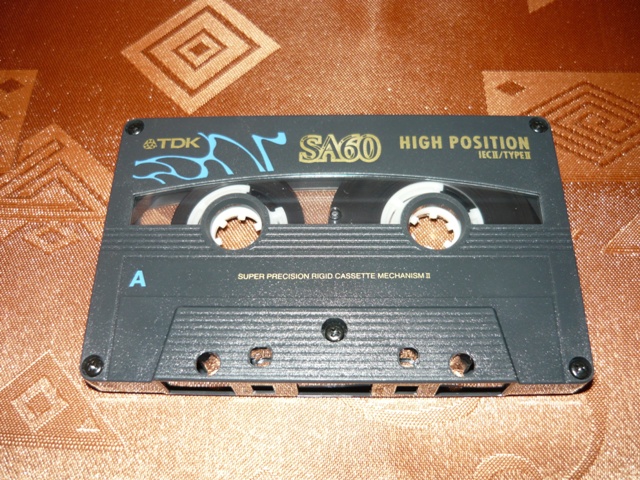 TDK SA60 HIGH POSITION
IECII/TYPEII
A
SUPER PRECISION RIGID CASSETTE MECHANISM II